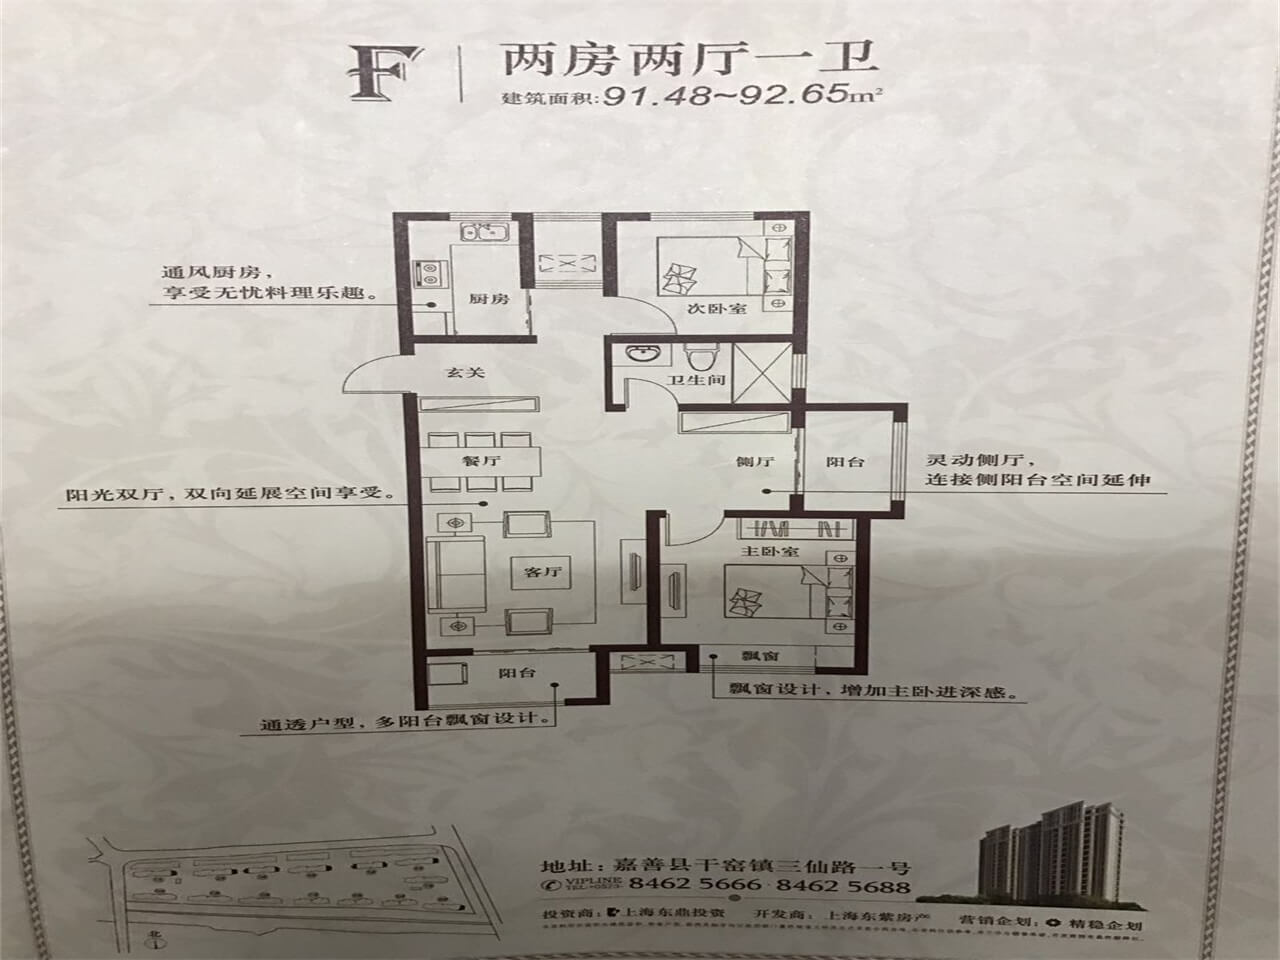 F
两房两厅一卫
建筑面积:91.48~92.65m²
通风厨房，
享受无忧料理乐趣。
厨房
次卧室
玄关
卫生间
餐厅
侧厅
阳台
灵动侧厅，
连接侧阳台空间延伸
阳光双厅，双向延展空间享受。
客厅
主卧室
阳台
飘窗
飘窗设计，增加主卧进深感。
通透户型，多阳台飘窗设计。
地址：嘉善县干窑镇三仙路一号
VIPLINE
TEL·0573-
8462 5666·8462 5688
投资商：上海东鼎投资 开发商：上海东紫房产 营销企划：精稳企划
北